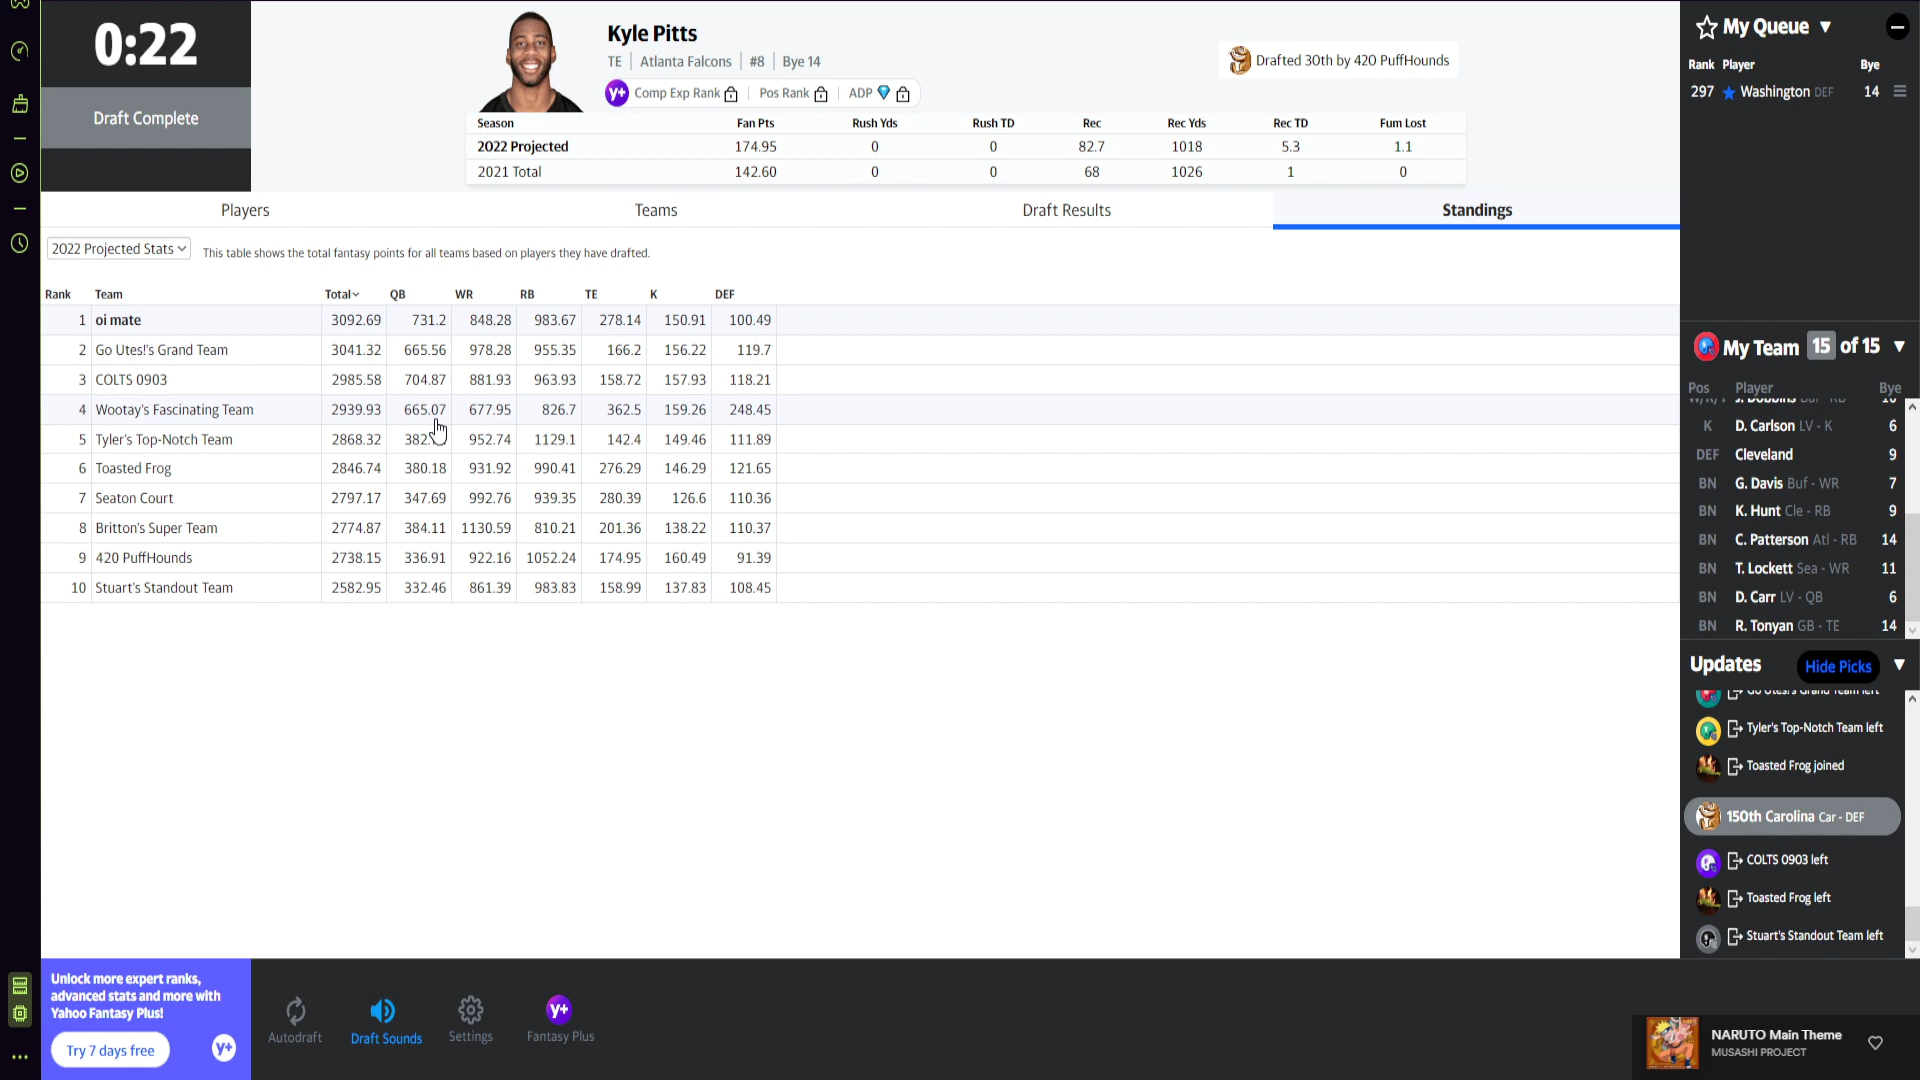 0:22
Draft Complete
Kyle Pitts
TE | Atlanta Falcons | #8 | Bye 14
y+ Comp Exp Rank | Pos Rank | ADP
Drafted 30th by 420 PuffHounds
Season Fan Pts Rush Yds Rush TD Rec Rec Yds Rec TD Fum Lost
2022 Projected 174.95 0 0 82.7 1018 5.3 1.1
2021 Total 142.60 0 0 68 1026 1 0
Players Teams Draft Results Standings
2022 Projected Stats This table shows the total fantasy points for all teams based on players they have drafted.
Rank Team Total QB WR RB TE K DEF
1 oi mate 3092.69 731.2 848.28 983.67 278.14 150.91 100.49
2 Go Utes!'s Grand Team 3041.32 665.56 978.28 955.35 166.2 156.22 119.7
3 COLTS 0903 2985.58 704.87 881.93 963.93 158.72 157.93 118.21
4 Wootay's Fascinating Team 2939.93 665.07 677.95 826.7 362.5 159.26 248.45
5 Tyler's Top-Notch Team 2868.32 382. 952.74 1129.1 142.4 149.46 111.89
6 Toasted Frog 2846.74 380.18 931.92 990.41 276.29 146.29 121.65
7 Seaton Court 2797.17 347.69 992.76 939.35 280.39 126.6 110.36
8 Britton's Super Team 2774.87 384.11 1130.59 810.21 201.36 138.22 110.37
9 420 PuffHounds 2738.15 336.91 922.16 1052.24 174.95 160.49 91.39
10 Stuart's Standout Team 2582.95 332.46 861.39 983.83 158.99 137.83 108.45
My Queue
Rank Player Bye
297 Washington DEF 14
My Team 15 of 15
Pos Player Bye
K D. Carlson LV - K 6
DEF Cleveland 9
BN G. Davis Buf - WR 7
BN K. Hunt Cle - RB 9
BN C. Patterson Atl - RB 14
BN T. Lockett Sea - WR 11
BN D. Carr LV - QB 6
BN R. Tonyan GB - TE 14
Updates Hide Picks
Go Utes!'s Grand Team left
Tyler's Top-Notch Team left
Toasted Frog joined
150th Carolina Car - DEF
COLTS 0903 left
Toasted Frog left
Stuart's Standout Team left
Unlock more expert ranks,
advanced stats and more with
Yahoo Fantasy Plus!
Try 7 days free y+
Autodraft Draft Sounds Settings y+ Fantasy Plus
NARUTO Main Theme
MUSASHI PROJECT